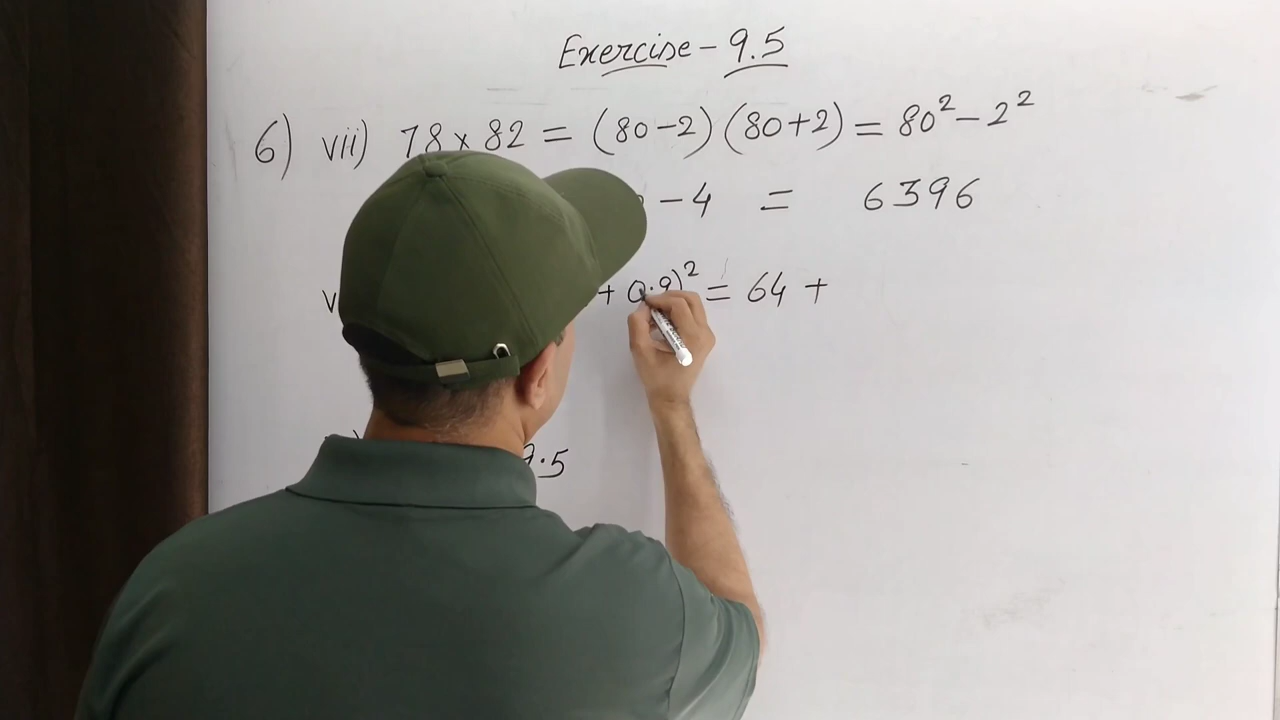 Exercise - 9.5
6) vii) 78 x 82 = (80-2) (80+2) = 80² - 2²
- 4 = 6396
+ 0.9)² = 64 +
9.5